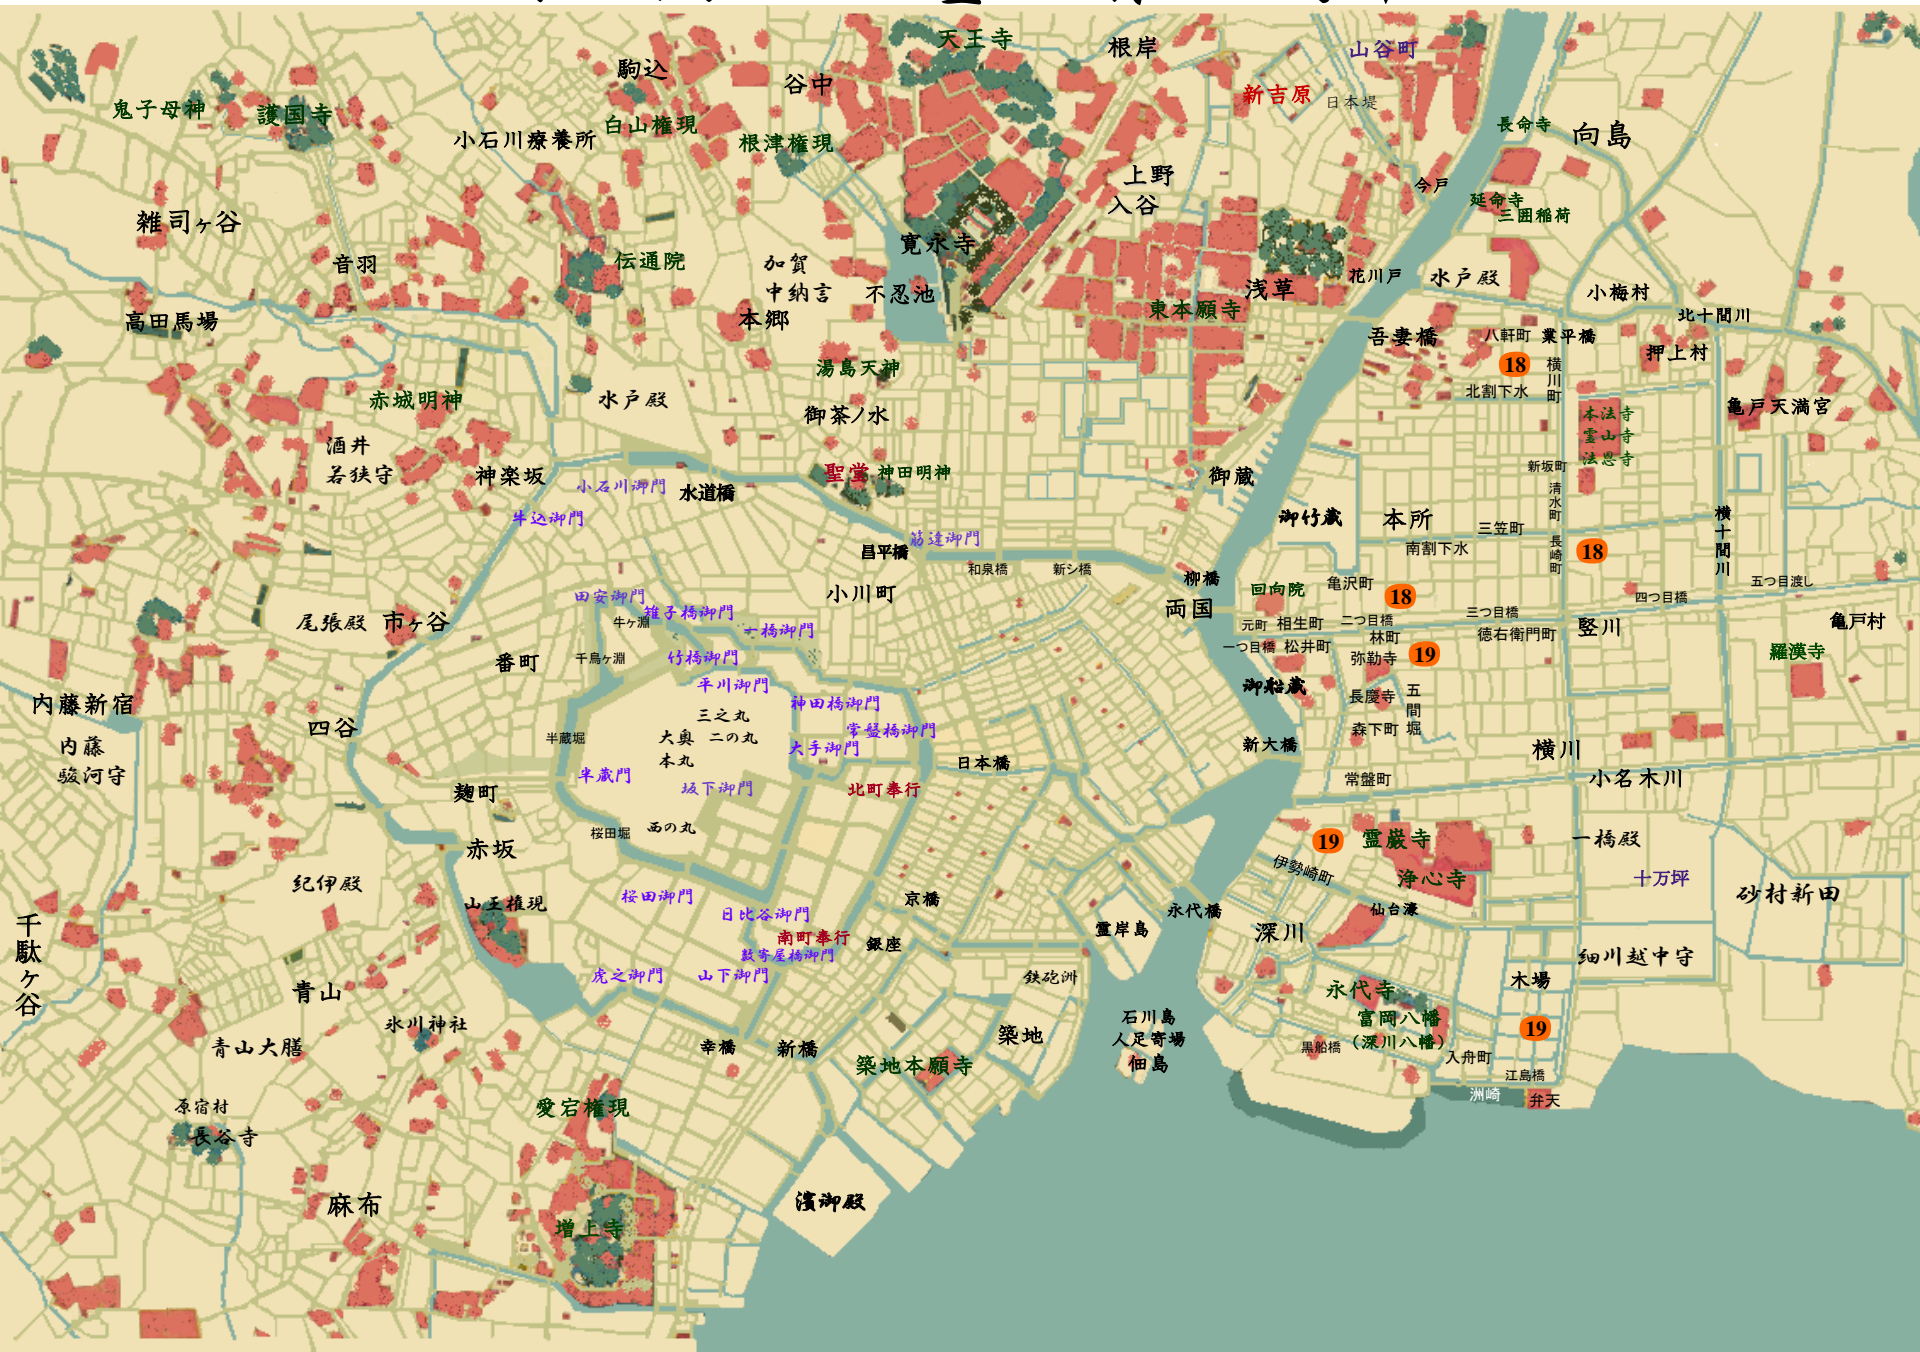 天王寺
根岸
山谷町
駒込
谷中
新吉原
日本堤
鬼子母神
護国寺
小石川療養所
白山権現
根津権現
長命寺
向島
上野
入谷
今戸
延命寺
三囲稲荷
雑司ヶ谷
音羽
伝通院
加賀
中納言
寛永寺
不忍池
浅草
花川戸
水戸殿
小梅村
高田馬場
本郷
東本願寺
吾妻橋
八軒町
業平橋
北十間川
押上村
湯島天神
18
横川町
北割下水
赤城明神
水戸殿
御茶ノ水
本法寺
霊山寺
法恩寺
亀戸天満宮
酒井
若狭守
神楽坂
小石川御門
水道橋
聖堂
神田明神
御蔵
新坂町
清水町
牛込御門
昌平橋
筋違御門
御竹蔵
本所
三笠町
南割下水
長崎町
18
横十間川
和泉橋
新シ橋
柳橋
小川町
両国
回向院
亀沢町
18
四つ目橋
五つ目渡し
田安御門
雉子橋御門
牛ヶ淵
一橋御門
元町
相生町
二つ目橋
三つ目橋
林町
徳右衛門町
竪川
亀戸村
尾張殿
市ヶ谷
番町
千鳥ヶ淵
竹橋御門
一つ目橋
松井町
弥勒寺
19
羅漢寺
平川御門
御船蔵
長慶寺
五間堀
内藤新宿
四谷
神田橋御門
三之丸
常盤橋御門
大奥
二の丸
大手御門
本丸
半蔵堀
森下町
新大橋
横川
内藤
駿河守
半蔵門
坂下御門
北町奉行
日本橋
常盤町
小名木川
麹町
桜田堀
西の丸
赤坂
19
霊巌寺
一橋殿
伊勢崎町
浄心寺
十万坪
砂村新田
紀伊殿
山王権現
桜田御門
日比谷御門
京橋
永代橋
仙台濠
千駄ヶ谷
南町奉行
銀座
霊岸島
深川
数寄屋橋御門
細川越中守
虎之御門
山下御門
鉄砲洲
木場
青山
永代寺
氷川神社
石川島
人足寄場
佃島
富岡八幡
(深川八幡)
19
青山大膳
幸橋
新橋
築地
黒船橋
入舟町
築地本願寺
江島橋
洲崎
弁天
原宿村
長谷寺
愛宕権現
麻布
濱御殿
増上寺